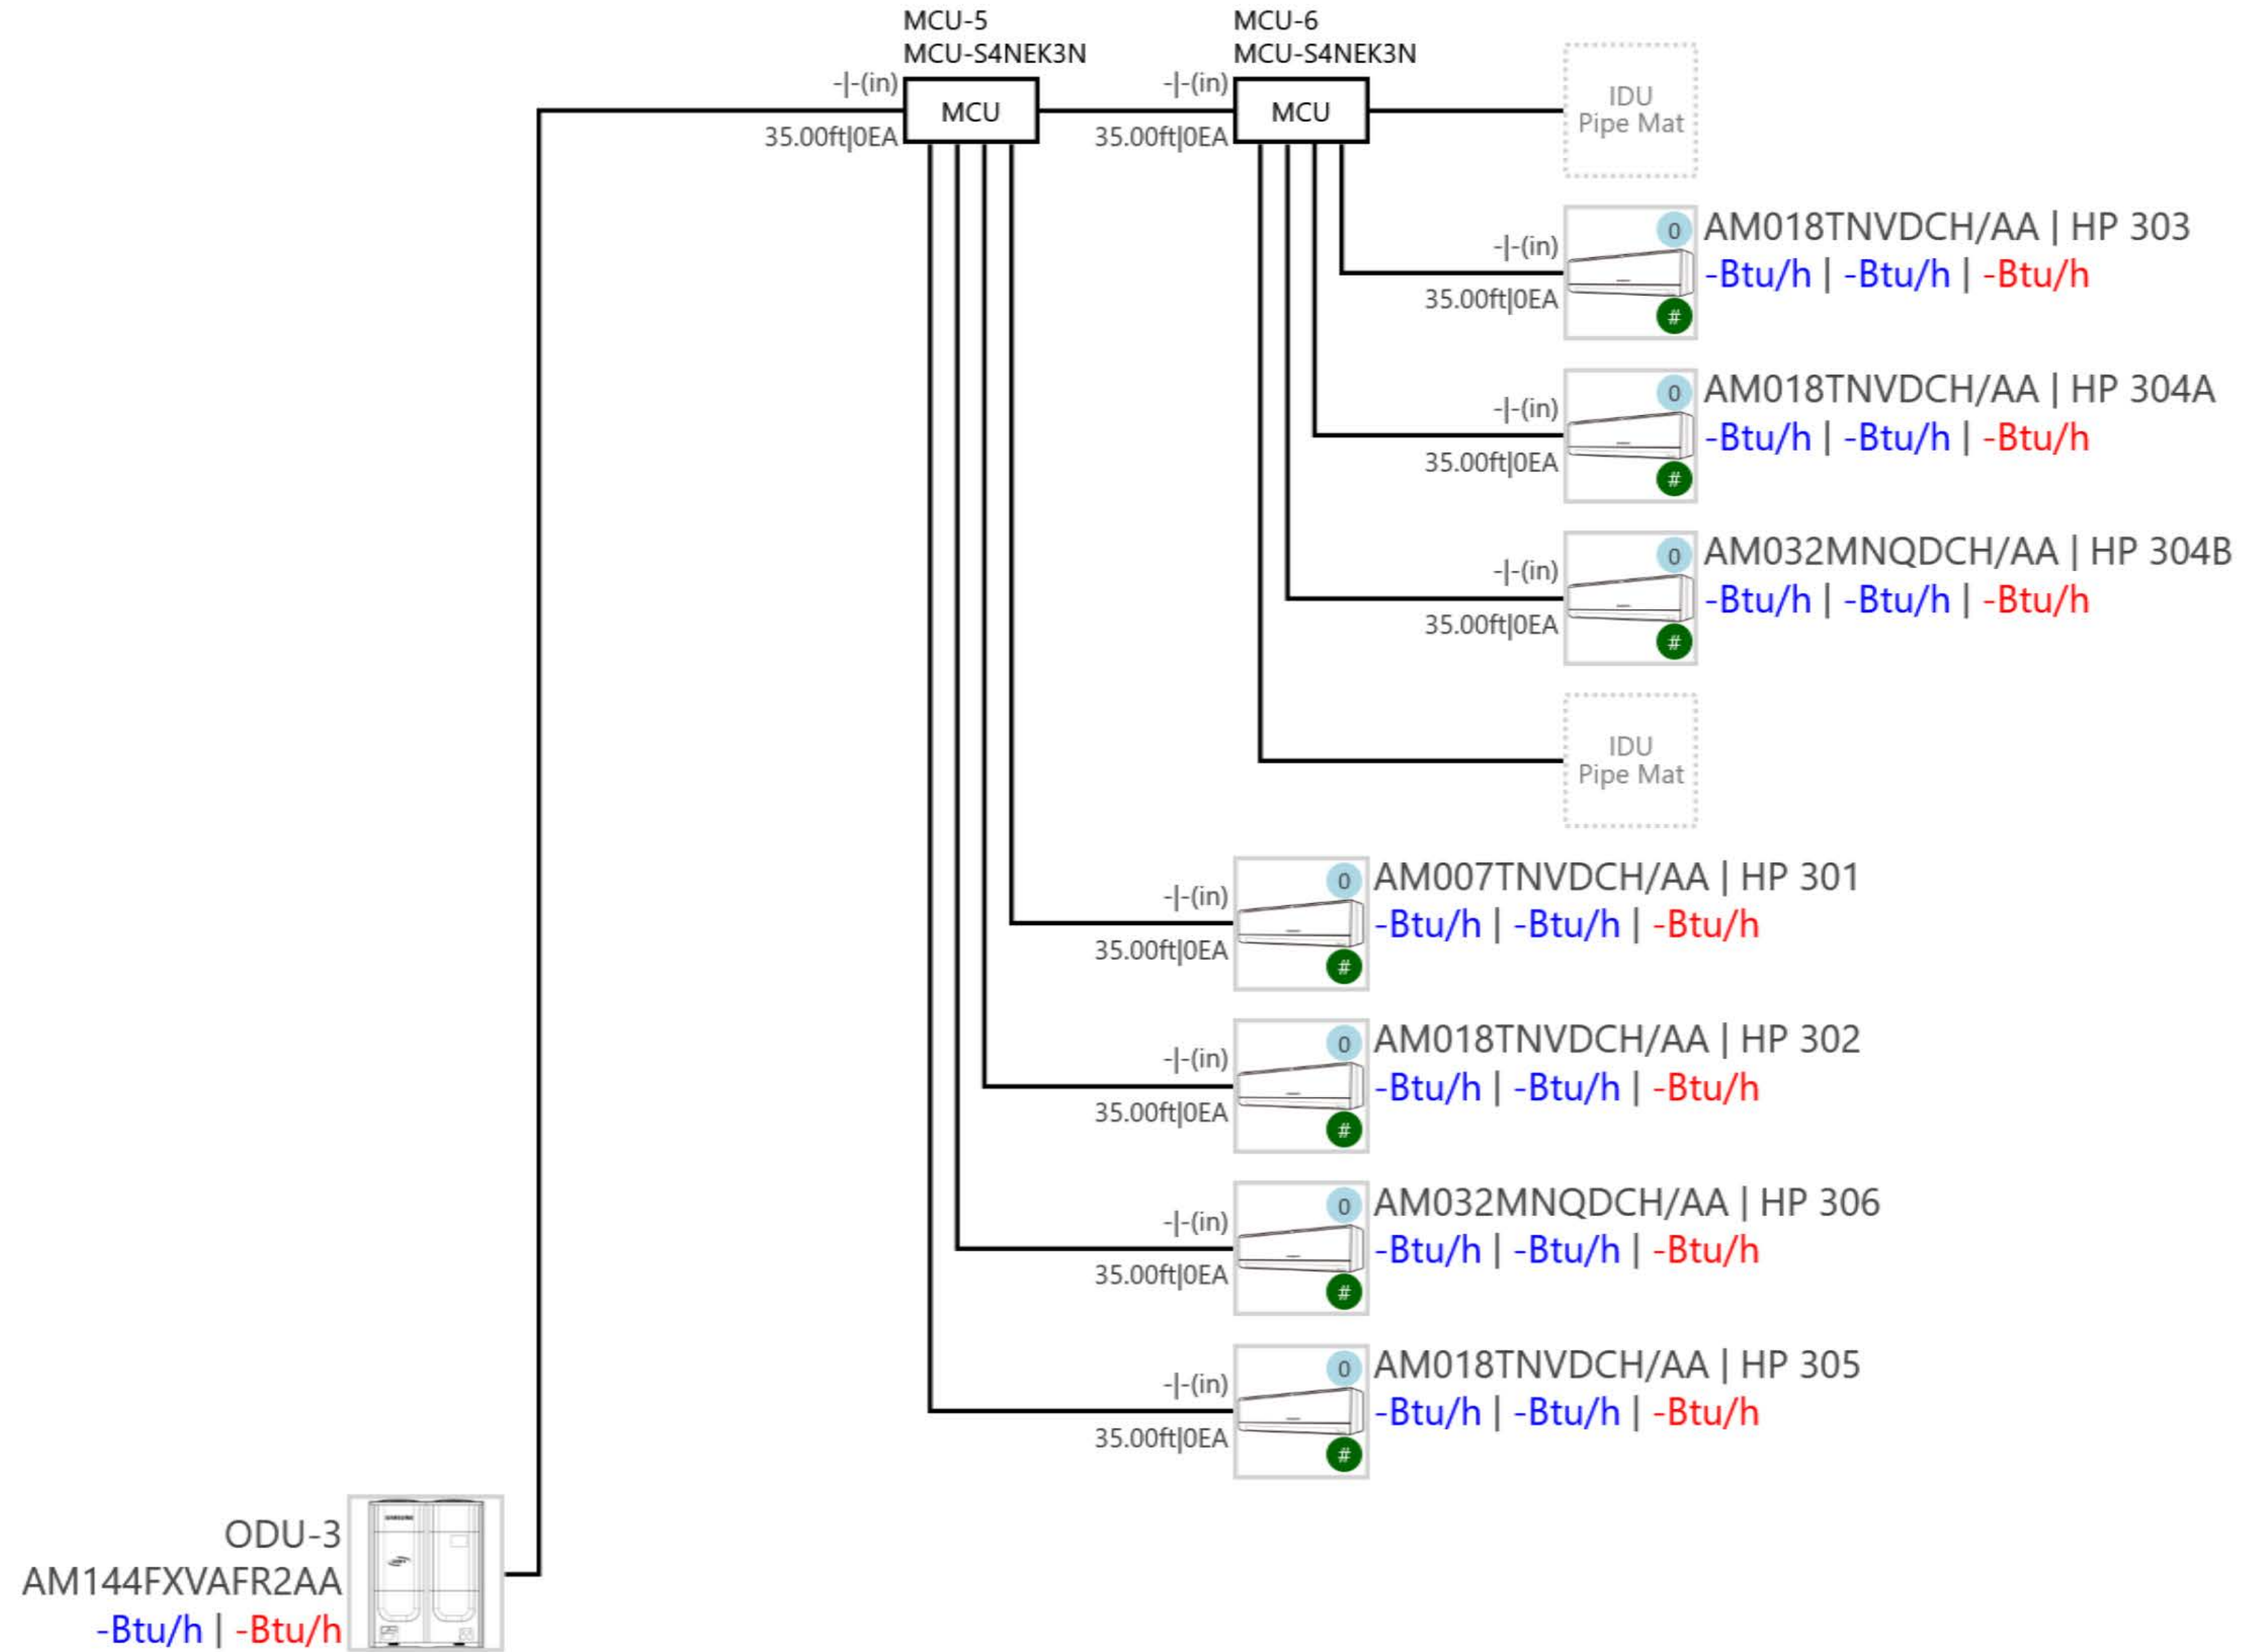 MCU-5
MCU-S4NEK3N
-|-(in)
MCU
35.00ft|0EA
MCU-6
MCU-S4NEK3N
-|-(in)
MCU
35.00ft|0EA
IDU
Pipe Mat
-|-(in)
35.00ft|0EA
0
#
AM018TNVDCH/AA | HP 303
-Btu/h | -Btu/h | -Btu/h
-|-(in)
35.00ft|0EA
0
#
AM018TNVDCH/AA | HP 304A
-Btu/h | -Btu/h | -Btu/h
-|-(in)
35.00ft|0EA
0
#
AM032MNQDCH/AA | HP 304B
-Btu/h | -Btu/h | -Btu/h
IDU
Pipe Mat
-|-(in)
35.00ft|0EA
0
#
AM007TNVDCH/AA | HP 301
-Btu/h | -Btu/h | -Btu/h
-|-(in)
35.00ft|0EA
0
#
AM018TNVDCH/AA | HP 302
-Btu/h | -Btu/h | -Btu/h
-|-(in)
35.00ft|0EA
0
#
AM032MNQDCH/AA | HP 306
-Btu/h | -Btu/h | -Btu/h
-|-(in)
35.00ft|0EA
0
#
AM018TNVDCH/AA | HP 305
-Btu/h | -Btu/h | -Btu/h
ODU-3
AM144FXVAFR2AA
-Btu/h | -Btu/h
SAMSUNG